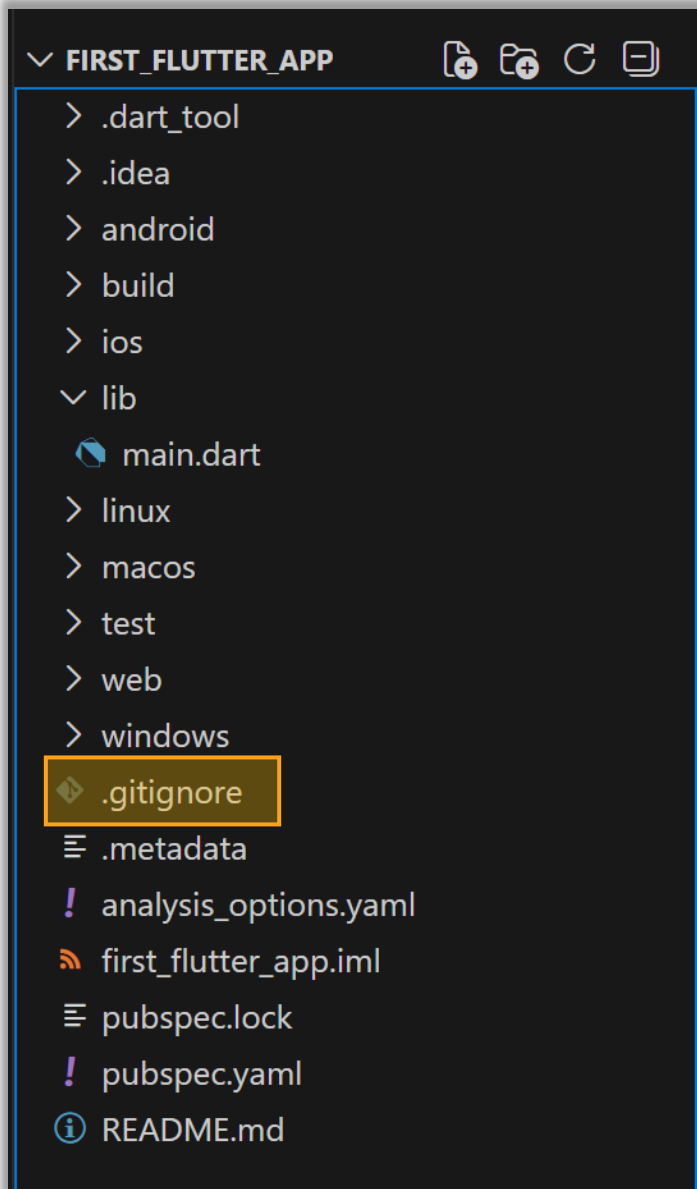 FIRST_FLUTTER_APP
.dart_tool
.idea
android
build
ios
lib
main.dart
linux
macos
test
web
windows
.gitignore
.metadata
analysis_options.yaml
first_flutter_app.iml
pubspec.lock
pubspec.yaml
README.md